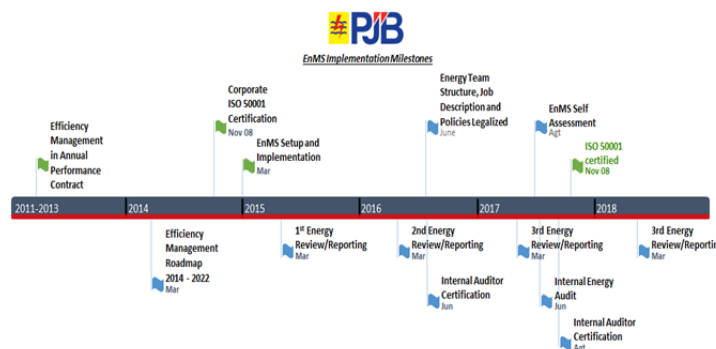 PJB
EnMS Implementation Milestones
Efficiency
Management
in Annual
Performance
Contract
Corporate
ISO 50001
Certification
Nov 08
EnMS Setup and
Implementation
Mar
Energy Team
Structure, Job
Description and
Policies Legalized
June
EnMS Self
Assessment
Agt
ISO 50001
certified
Nov 08
2011-2013
2014
2015
2016
2017
2018
Efficiency
Management
Roadmap
2014 - 2022
Mar
1st Energy
Review/Reporting
Mar
2nd Energy
Review/Reporting
Mar
Internal Auditor
Certification
Jun
3rd Energy
Review/Reporting
Mar
Internal Energy
Audit
Jun
Internal Auditor
Certification
Agt
3rd Energy
Review/Reporting
Mar